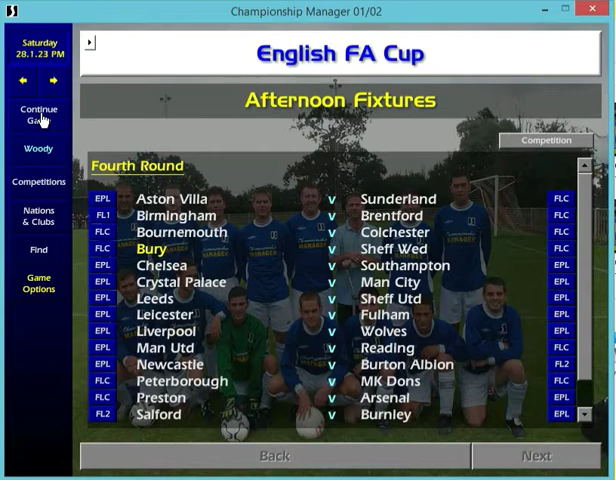 Championship Manager 01/02
Saturday
28.1.23 PM
Continue
Woody
Competitions
Nations
& Clubs
Find
Game
Options
English FA Cup
Afternoon Fixtures
Competition
Fourth Round
EPL Aston Villa v Sunderland FLC
FL1 Birmingham v Brentford EPL
FLC Bournemouth v Colchester FLC
FLC Bury v Sheff Wed FLC
EPL Chelsea v Southampton EPL
EPL Crystal Palace v Man City EPL
EPL Leeds v Sheff Utd EPL
EPL Leicester v Fulham EPL
EPL Liverpool v Wolves EPL
EPL Man Utd v Reading FLC
EPL Newcastle v Burton Albion FL2
FLC Peterborough v MK Dons FLC
FLC Preston v Arsenal EPL
FL2 Salford v Burnley EPL
Back
Next